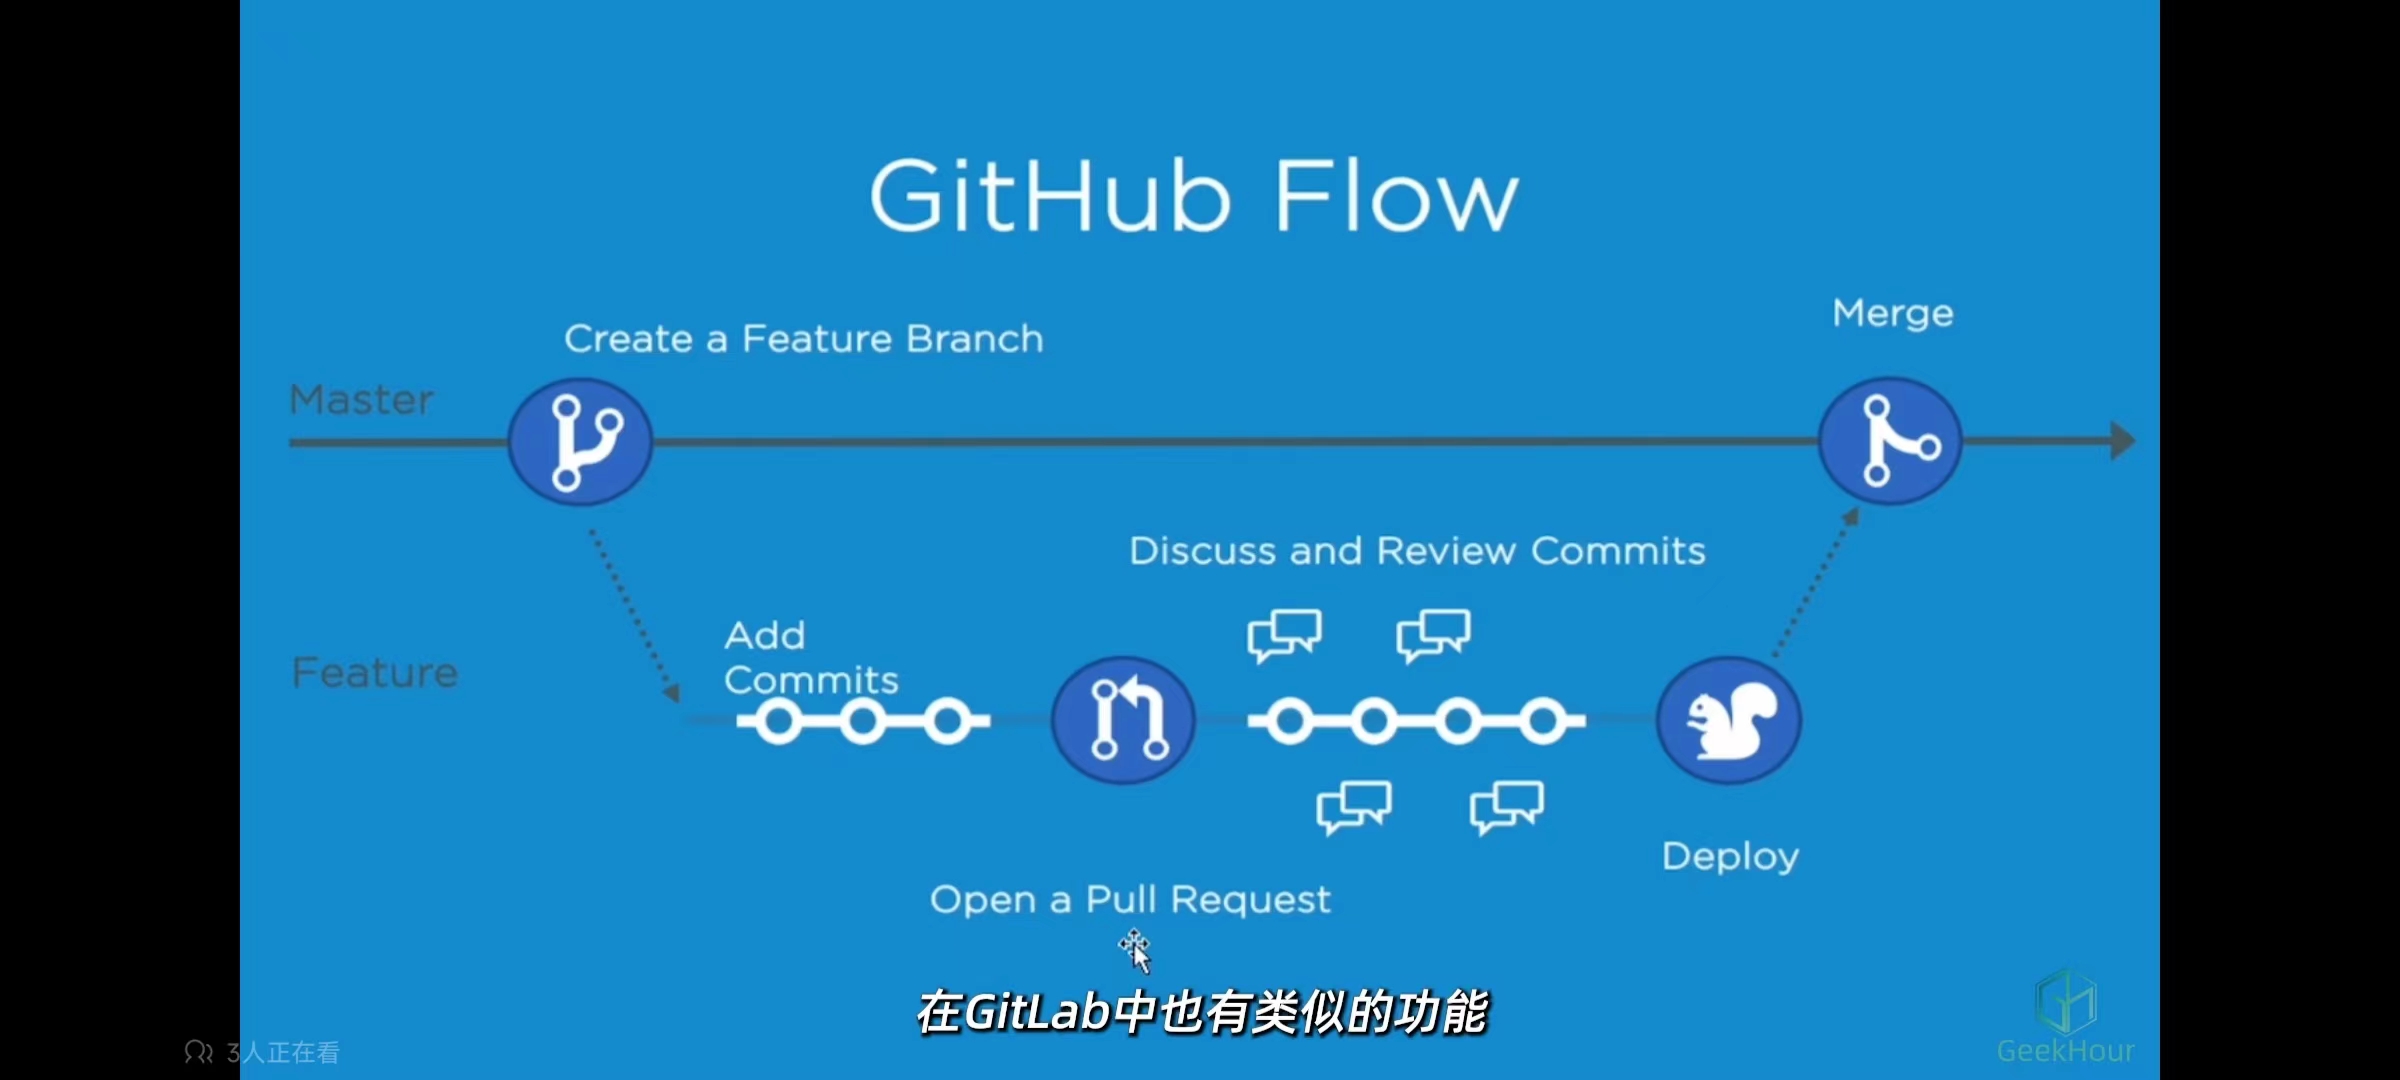 GitHub Flow
Merge
Create a Feature Branch
Master
Discuss and Review Commits
Add
Commits
Feature
Deploy
Open a Pull Request
在GitLab中也有类似的功能
3人正在看
GeekHour